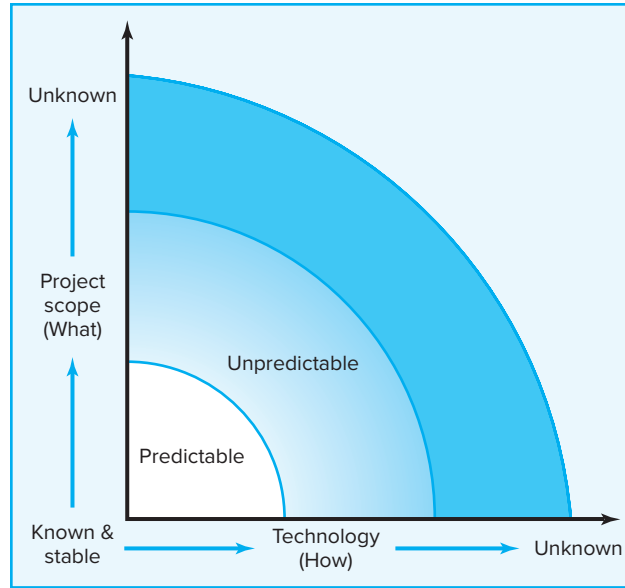 Unknown
Project
scope
(What)
Unpredictable
Predictable
Known &
stable
Technology
(How)
Unknown